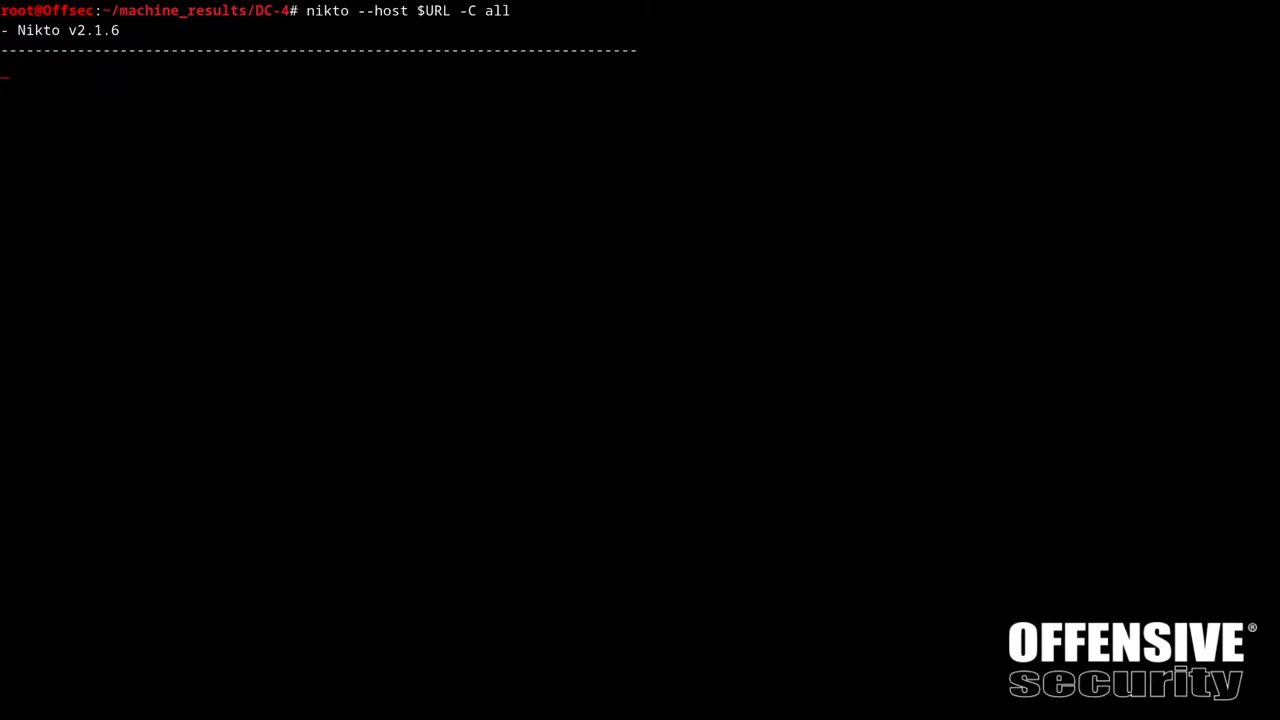 root@Offsec:~/machine_results/DC-4# nikto --host $URL -C all
- Nikto v2.1.6
---------------------------------------------------------------------------
_
OFFENSIVE®
security